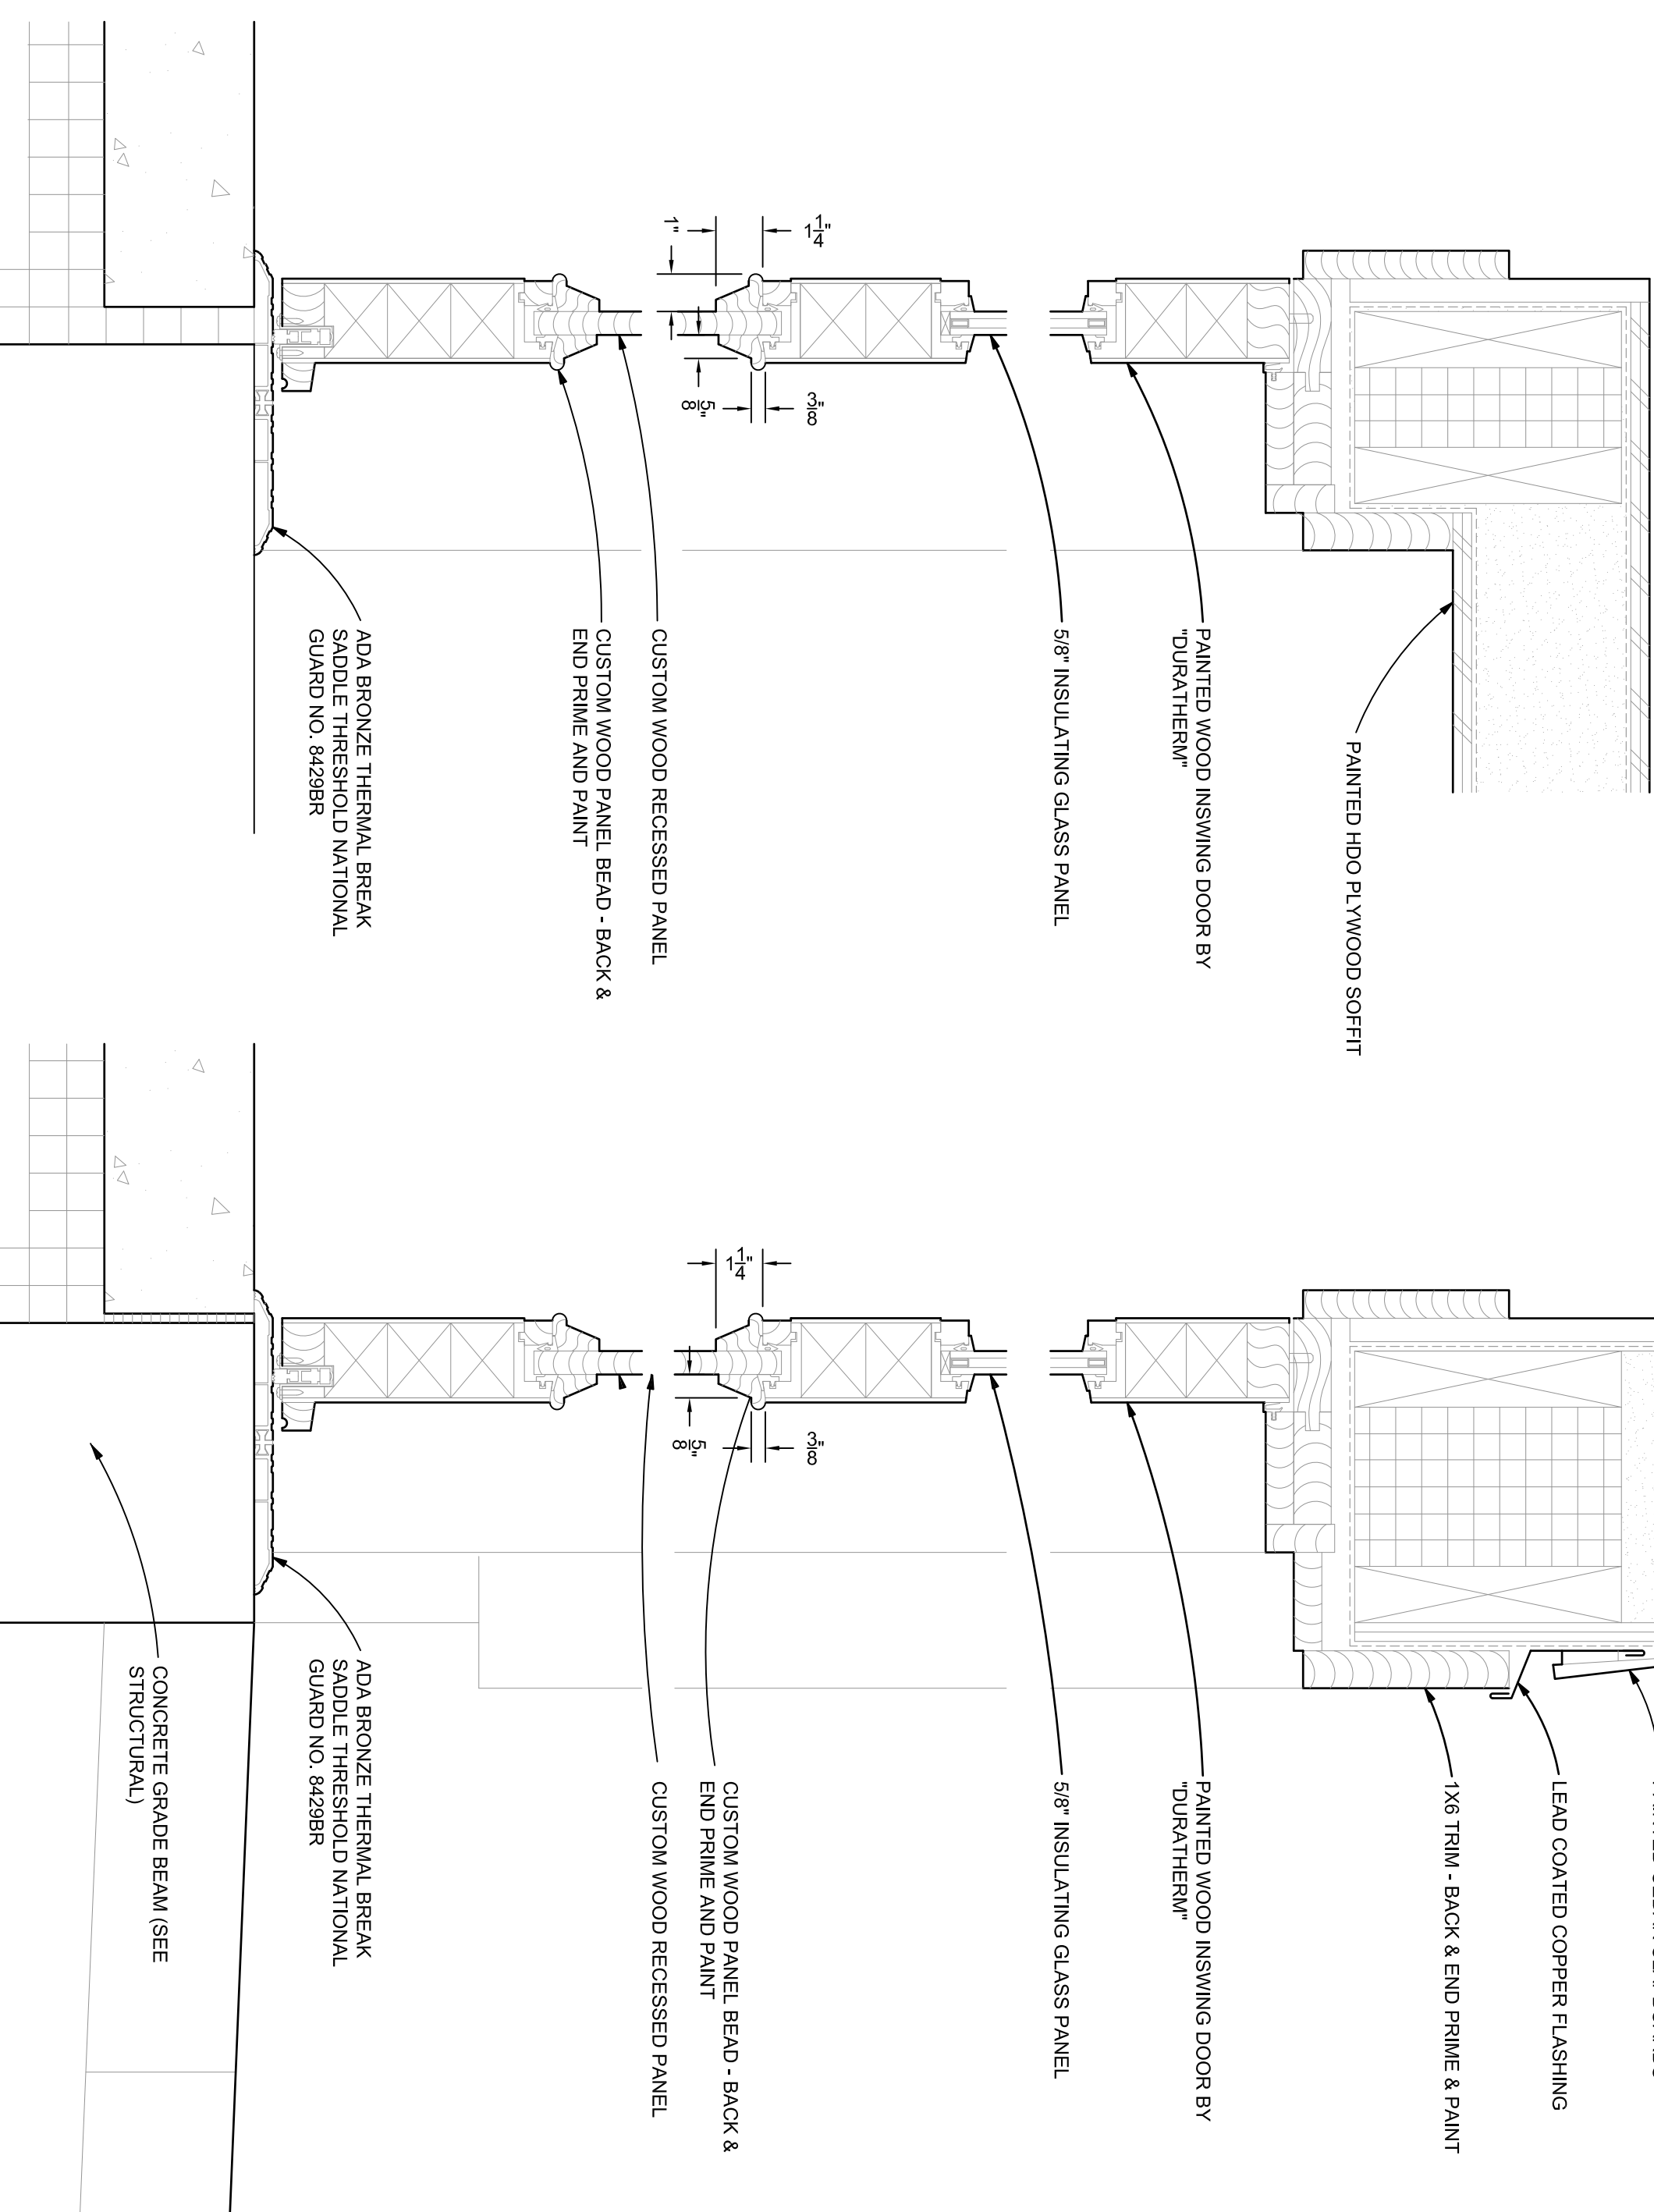 PAINTED HDO PLYWOOD SOFFIT
PAINTED WOOD INSWING DOOR BY
"DURATHERM"
5/8" INSULATING GLASS PANEL
1 1/4"
3/8"
5/8"
1"
CUSTOM WOOD RECESSED PANEL
CUSTOM WOOD PANEL BEAD - BACK &
END PRIME AND PAINT
ADA BRONZE THERMAL BREAK
SADDLE THRESHOLD NATIONAL
GUARD NO. 8429BR
LEAD COATED COPPER FLASHING
1X6 TRIM - BACK & END PRIME & PAINT
PAINTED WOOD INSWING DOOR BY
"DURATHERM"
5/8" INSULATING GLASS PANEL
1 1/4"
3/8"
5/8"
CUSTOM WOOD PANEL BEAD - BACK &
END PRIME AND PAINT
CUSTOM WOOD RECESSED PANEL
ADA BRONZE THERMAL BREAK
SADDLE THRESHOLD NATIONAL
GUARD NO. 8429BR
CONCRETE GRADE BEAM (SEE
STRUCTURAL)